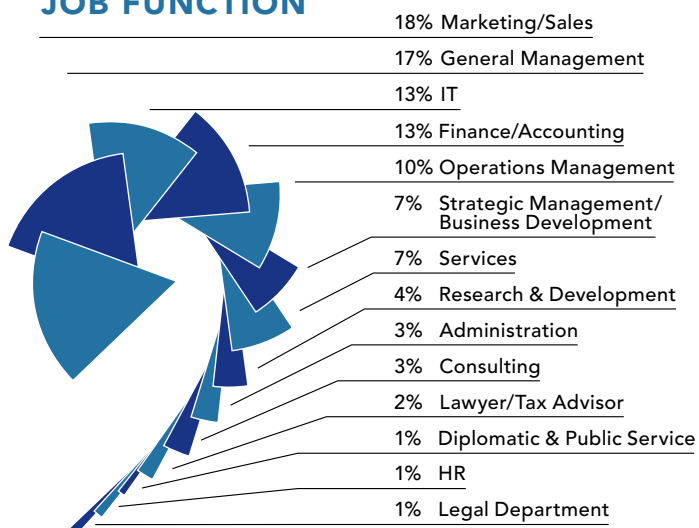 JOB FUNCTION
18% Marketing/Sales
17% General Management
13% IT
13% Finance/Accounting
10% Operations Management
7% Strategic Management/
Business Development
7% Services
4% Research & Development
3% Administration
3% Consulting
2% Lawyer/Tax Advisor
1% Diplomatic & Public Service
1% HR
1% Legal Department